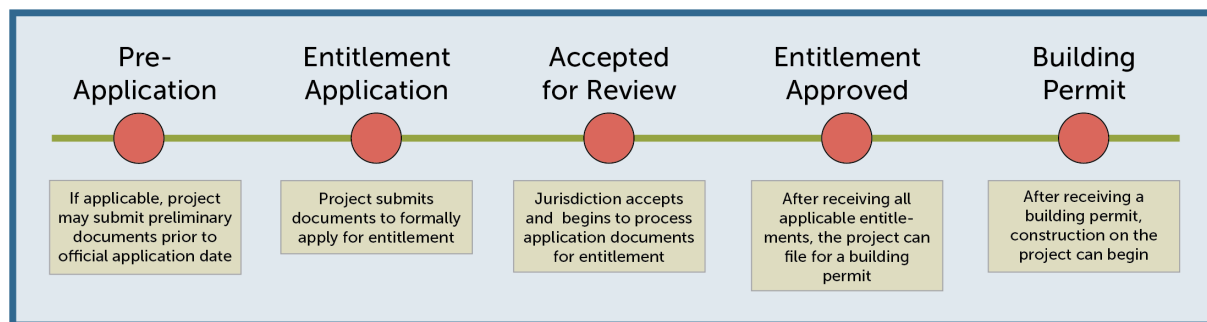 Pre-
Application
Entitlement
Application
Accepted
for Review
Entitlement
Approved
Building
Permit
If applicable, project
may submit preliminary
documents prior to
official application date
Project submits
documents to formally
apply for entitlement
Jurisdiction accepts
and begins to process
application documents
for entitlement
After receiving all
applicable entitle-
ments, the project can
file for a building
permit
After receiving a
building permit,
construction on the
project can begin